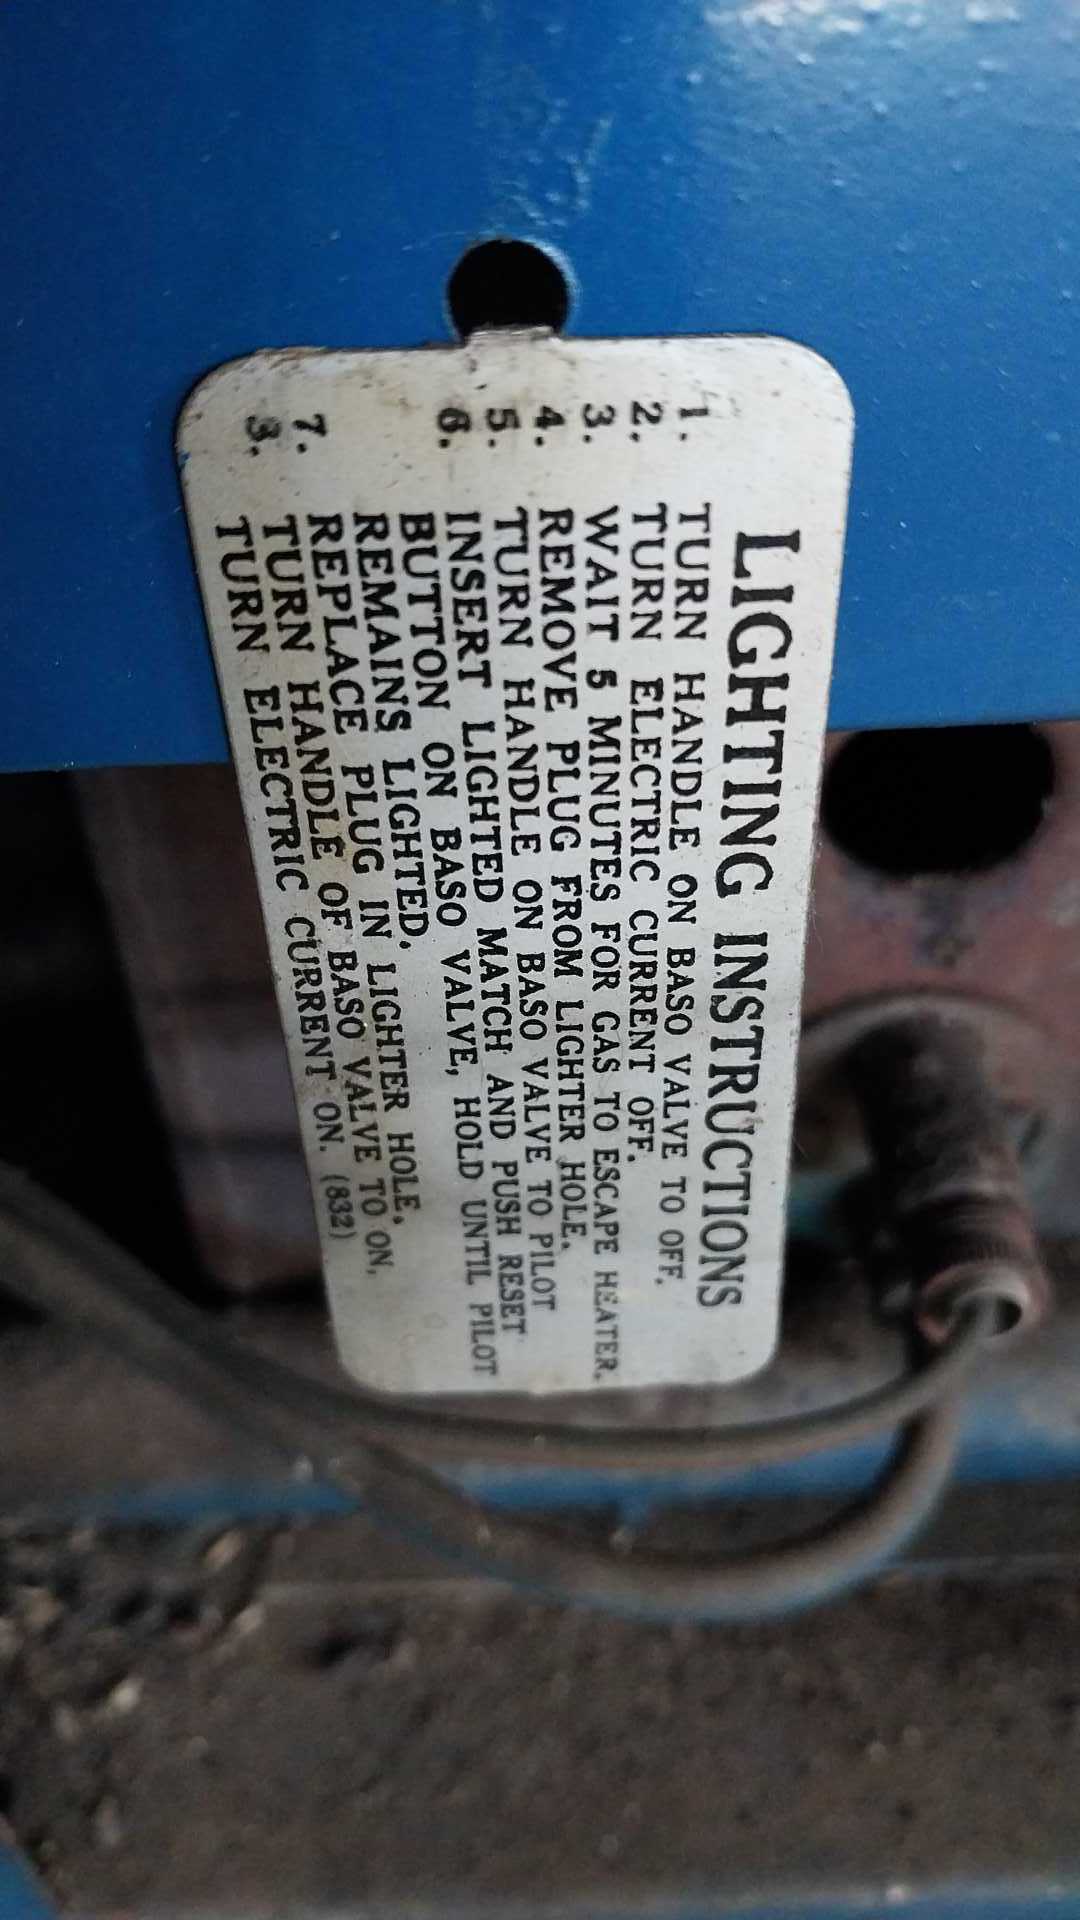 LIGHTING INSTRUCTIONS
1. TURN HANDLE ON BASO VALVE TO OFF.
2. TURN ELECTRIC CURRENT OFF.
3. WAIT 5 MINUTES FOR GAS TO ESCAPE HEATER.
4. REMOVE PLUG FROM LIGHTER HOLE.
5. TURN HANDLE ON BASO VALVE TO PILOT
6. INSERT LIGHTED MATCH AND PUSH RESET
BUTTON ON BASO VALVE, HOLD UNTIL PILOT
REMAINS LIGHTED.
7. REPLACE PLUG IN LIGHTER HOLE.
3. TURN HANDLE OF BASO VALVE TO ON.
TURN ELECTRIC CURRENT ON. (832)